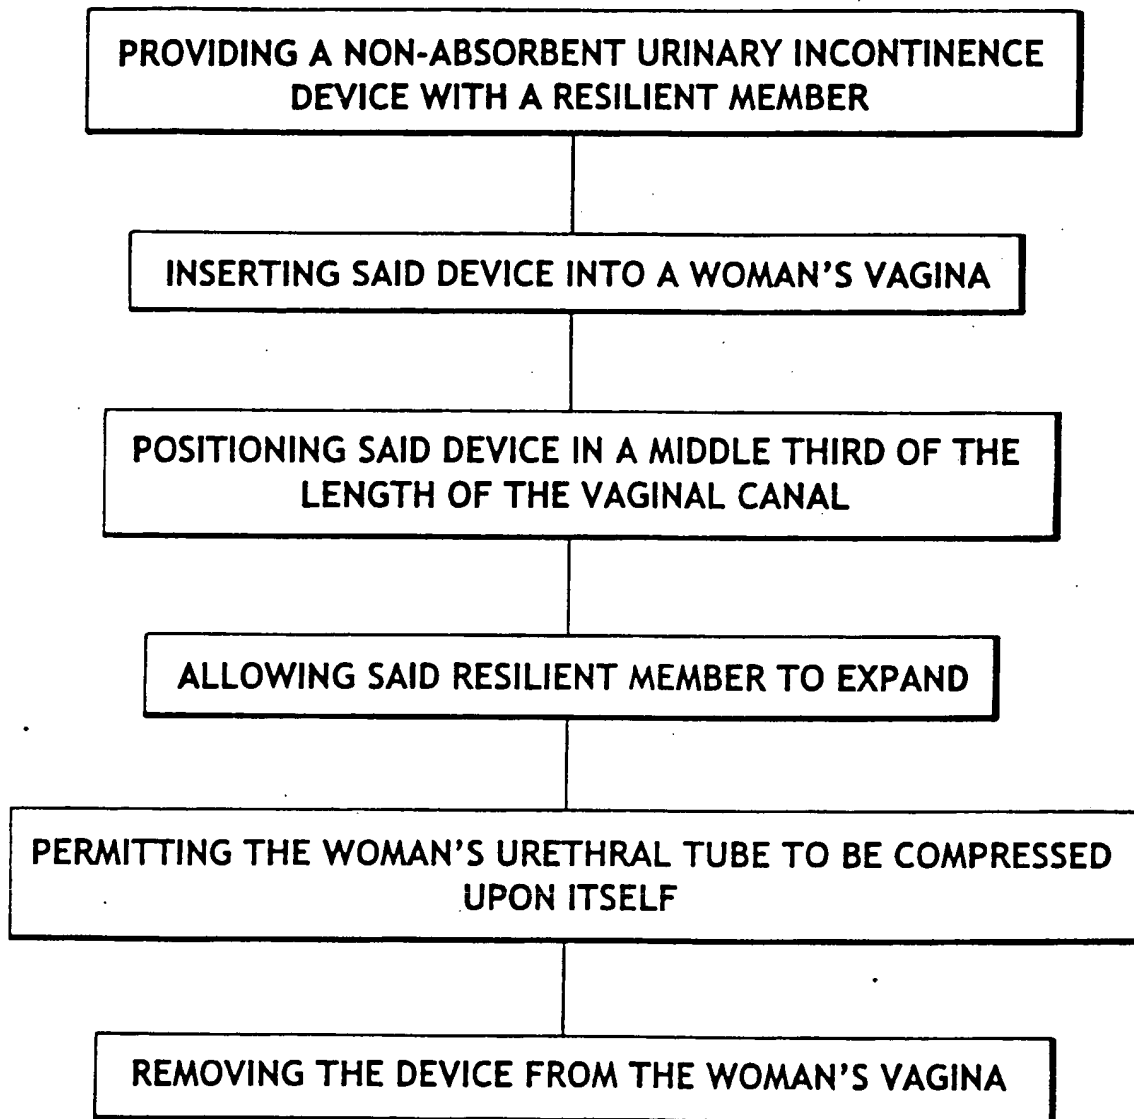 PROVIDING A NON-ABSORBENT URINARY INCONTINENCE
DEVICE WITH A RESILIENT MEMBER
INSERTING SAID DEVICE INTO A WOMAN'S VAGINA
POSITIONING SAID DEVICE IN A MIDDLE THIRD OF THE
LENGTH OF THE VAGINAL CANAL
ALLOWING SAID RESILIENT MEMBER TO EXPAND
PERMITTING THE WOMAN'S URETHRAL TUBE TO BE COMPRESSED
UPON ITSELF
REMOVING THE DEVICE FROM THE WOMAN'S VAGINA